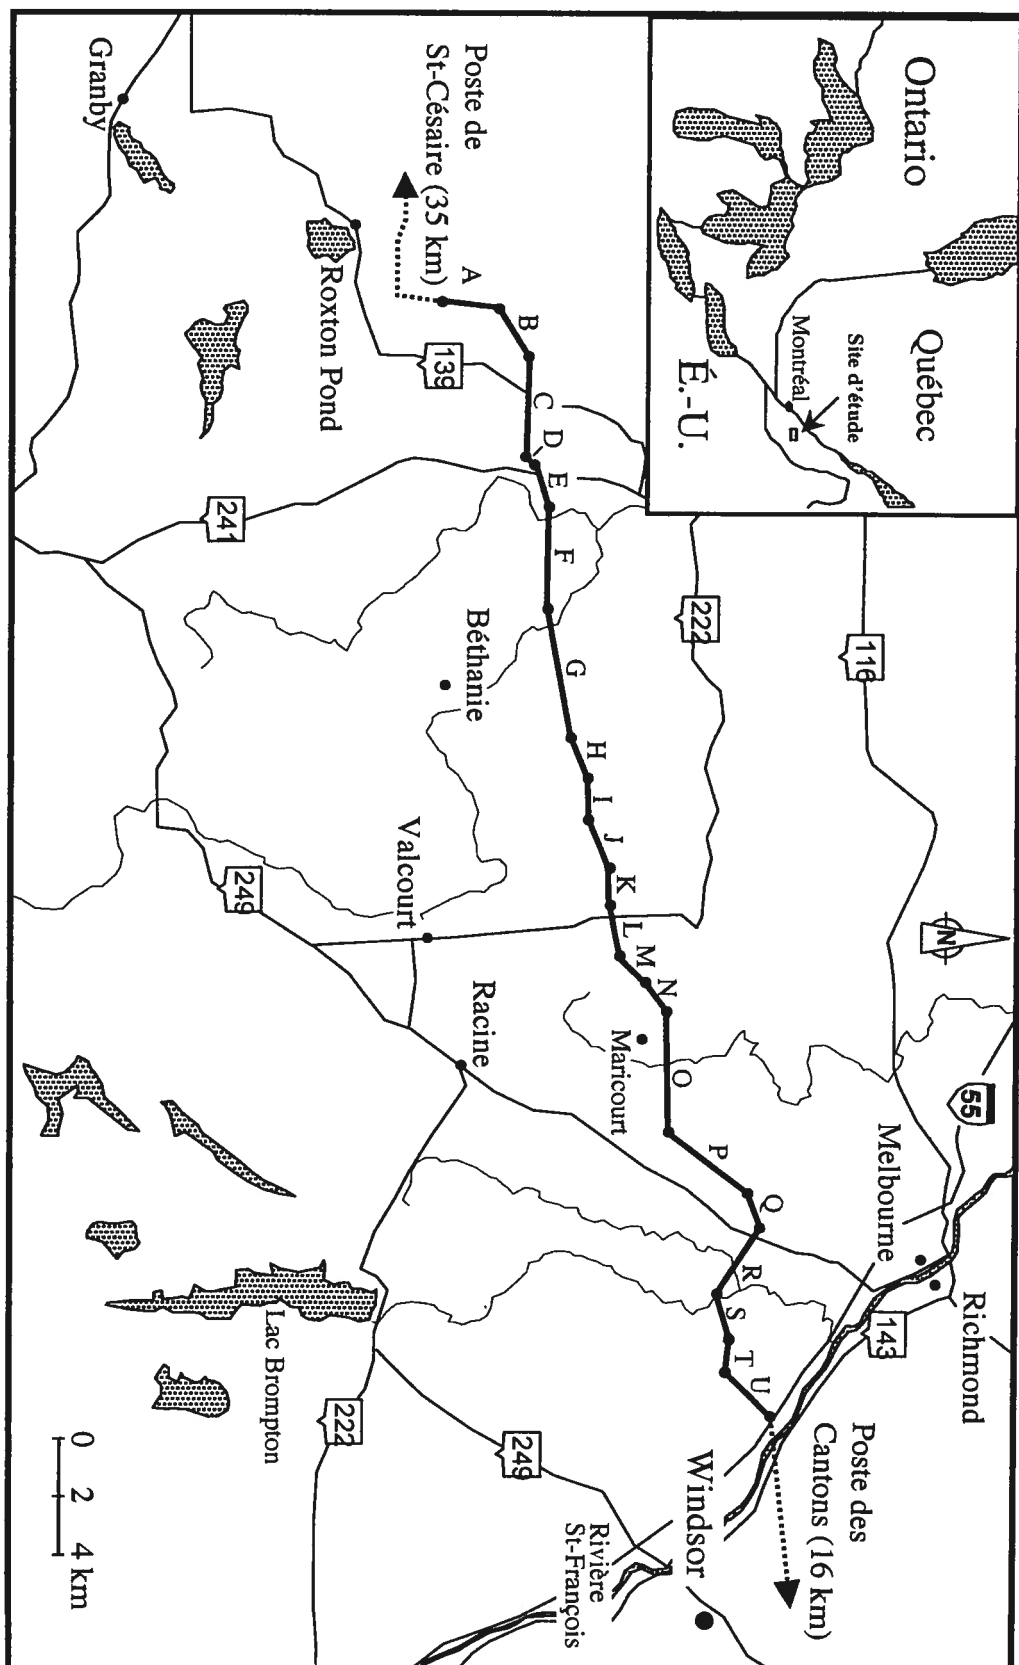 Ontario
Québec
Site d'étude
Montréal
É.-U.
116
222
55
N
Melbourne
Richmond
143
Poste des
Cantons (16 km)
Windsor
Rivière
St-François
249
Poste de
St-Césaire (35 km)
A
B
C
D
E
F
G
H
I
J
K
L
M
N
O
P
Q
R
S
T
U
Maricourt
139
Roxton Pond
Granby
241
Béthanie
Valcourt
249
Racine
Lac Brompton
222
0 2 4 km